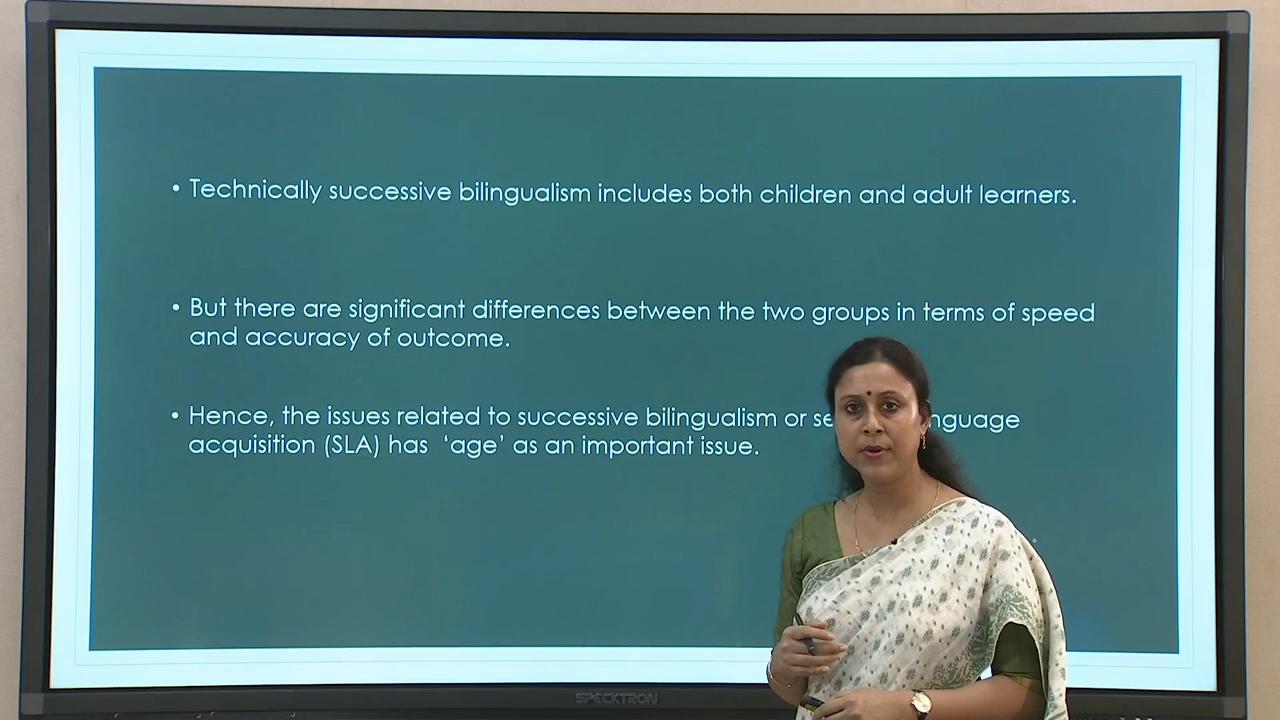 • Technically successive bilingualism includes both children and adult learners.
• But there are significant differences between the two groups in terms of speed
and accuracy of outcome.
• Hence, the issues related to successive bilingualism or
acquisition (SLA) has ‘age’ as an important issue.
SPECKTRON